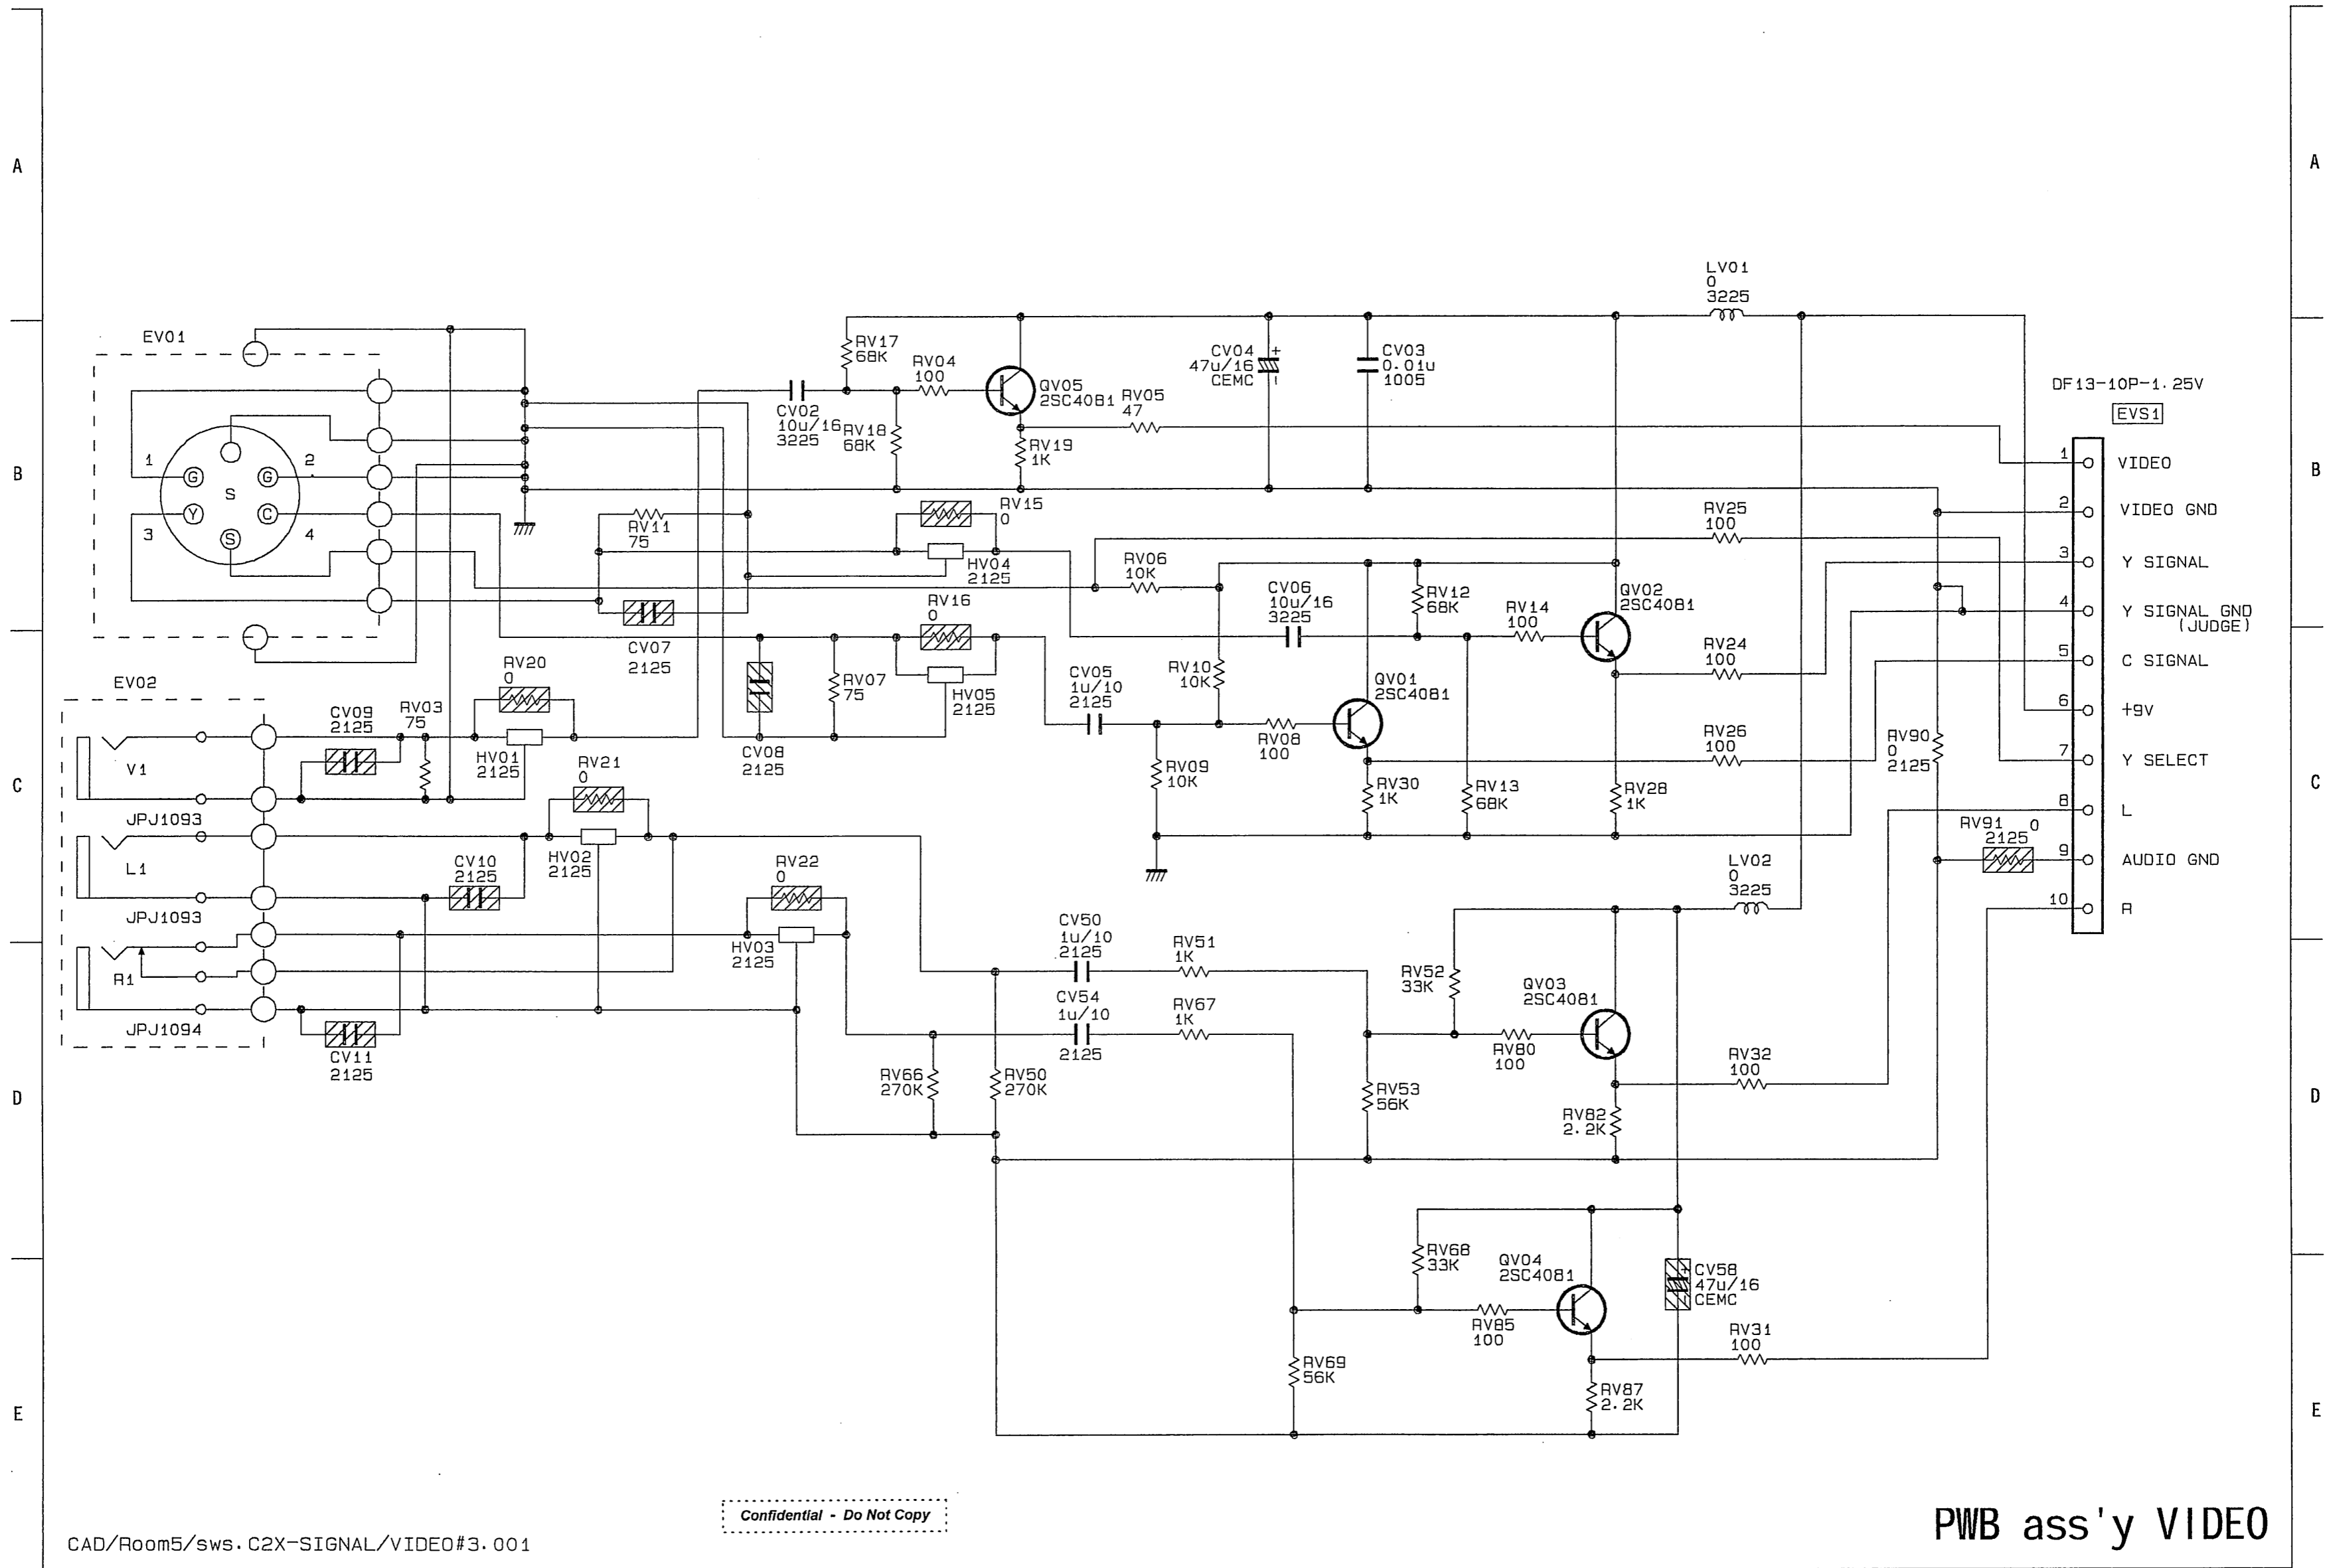 A
A
LV01
0
3225
EV01
RV17
68K
RV04
100
QV05
2SC4081
CV04
47u/16
CEMC
+
-
CV03
0.01u
1005
DF13-10P-1.25V
EVS1
CV02
10u/16
3225
RV18
68K
RV05
47
RV19
1K
B
B
1
2
G
G
S
Y
C
S
3
4
1
VIDEO
2
VIDEO GND
3
Y SIGNAL
4
Y SIGNAL GND
(JUDGE)
5
C SIGNAL
6
+9V
7
Y SELECT
8
L
9
AUDIO GND
10
R
RV15
0
RV11
75
HV04
2125
RV25
100
RV06
10K
CV06
10u/16
3225
RV12
68K
RV14
100
QV02
2SC4081
RV16
0
CV07
2125
RV24
100
EV02
RV20
0
RV07
75
HV05
2125
CV05
1u/10
2125
RV10
10K
QV01
2SC4081
CV09
2125
RV03
75
HV01
2125
RV21
0
CV08
2125
RV08
100
RV26
100
RV90
0
2125
C
C
V1
RV09
10K
RV30
1K
RV13
68K
RV28
1K
JPJ1093
HV02
2125
RV91
2125
0
L1
CV10
2125
RV22
0
LV02
0
3225
JPJ1093
CV50
1u/10
2125
RV51
1K
HV03
2125
RV52
33K
QV03
2SC4081
R1
CV54
1u/10
2125
RV67
1K
JPJ1094
CV11
2125
RV80
100
RV32
100
RV66
270K
RV50
270K
RV53
56K
RV82
2.2K
D
D
RV68
33K
QV04
2SC4081
+
CV58
47u/16
CEMC
RV85
100
RV31
100
RV69
56K
RV87
2.2K
E
E
Confidential - Do Not Copy
CAD/Room5/sws.C2X-SIGNAL/VIDEO#3.001
PWB ass'y VIDEO